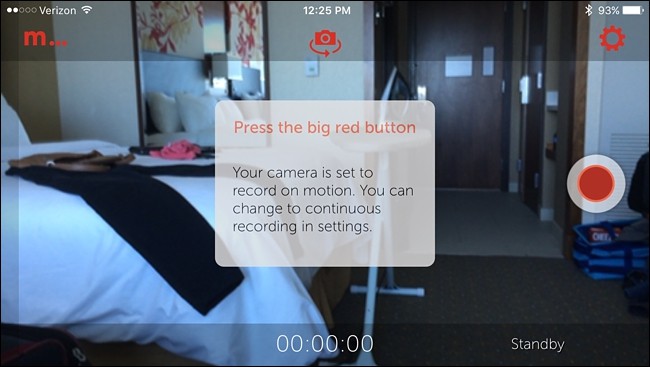 Verizon
12:25 PM
93%
m...
Press the big red button
Your camera is set to
record on motion. You can
change to continuous
recording in settings.
00:00:00
Standby